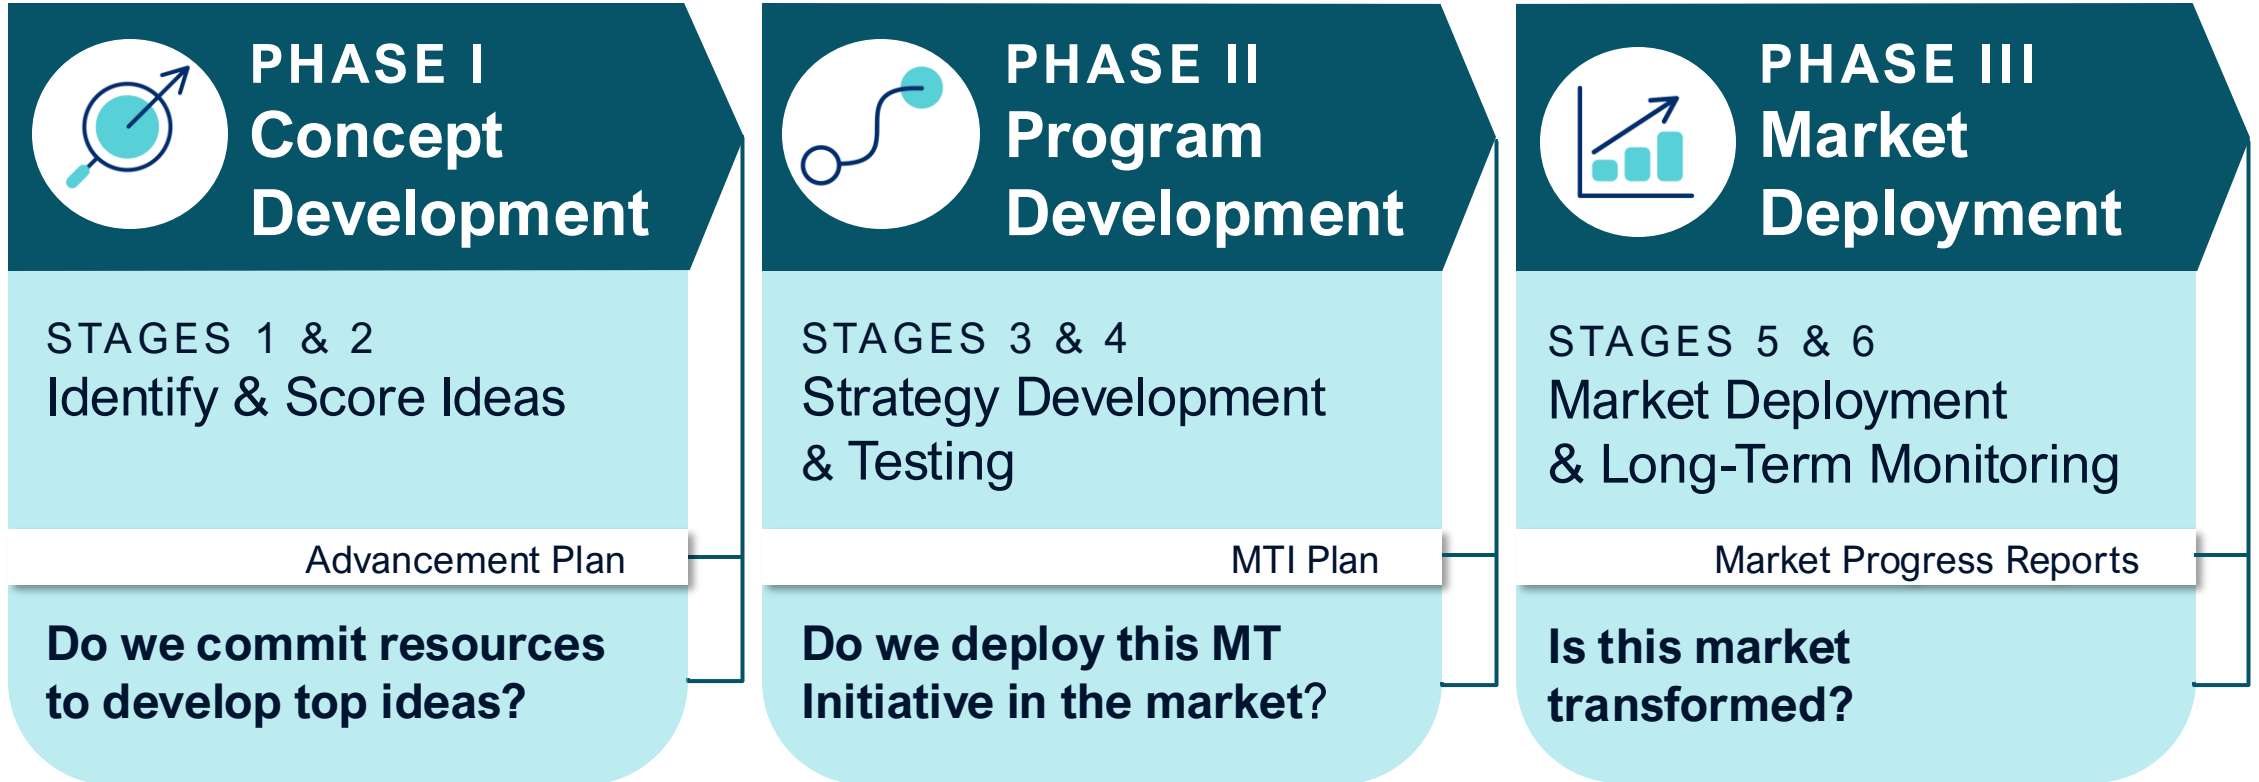 PHASE I
Concept
Development
STAGES 1 & 2
Identify & Score Ideas
Advancement Plan
Do we commit resources
to develop top ideas?
PHASE II
Program
Development
STAGES 3 & 4
Strategy Development
& Testing
MTI Plan
Do we deploy this MT
Initiative in the market?
PHASE III
Market
Deployment
STAGES 5 & 6
Market Deployment
& Long-Term Monitoring
Market Progress Reports
Is this market
transformed?